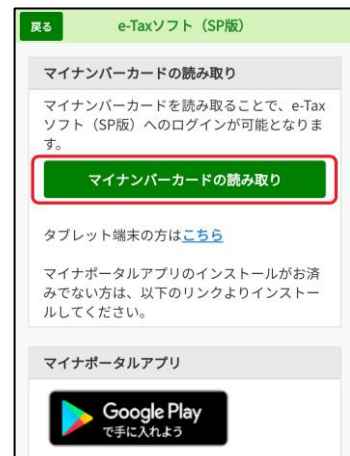 戻る
e-Taxソフト（SP版）
マイナンバーカードの読み取り
マイナンバーカードを読み取ることで、e-Tax
ソフト（SP版）へのログインが可能となりま
す。
マイナンバーカードの読み取り
タブレット端末の方はこちら
マイナポータルアプリのインストールがお済
みでない方は、以下のリンクよりインストー
ルしてください。
マイナポータルアプリ
Google Play
で手に入れよう